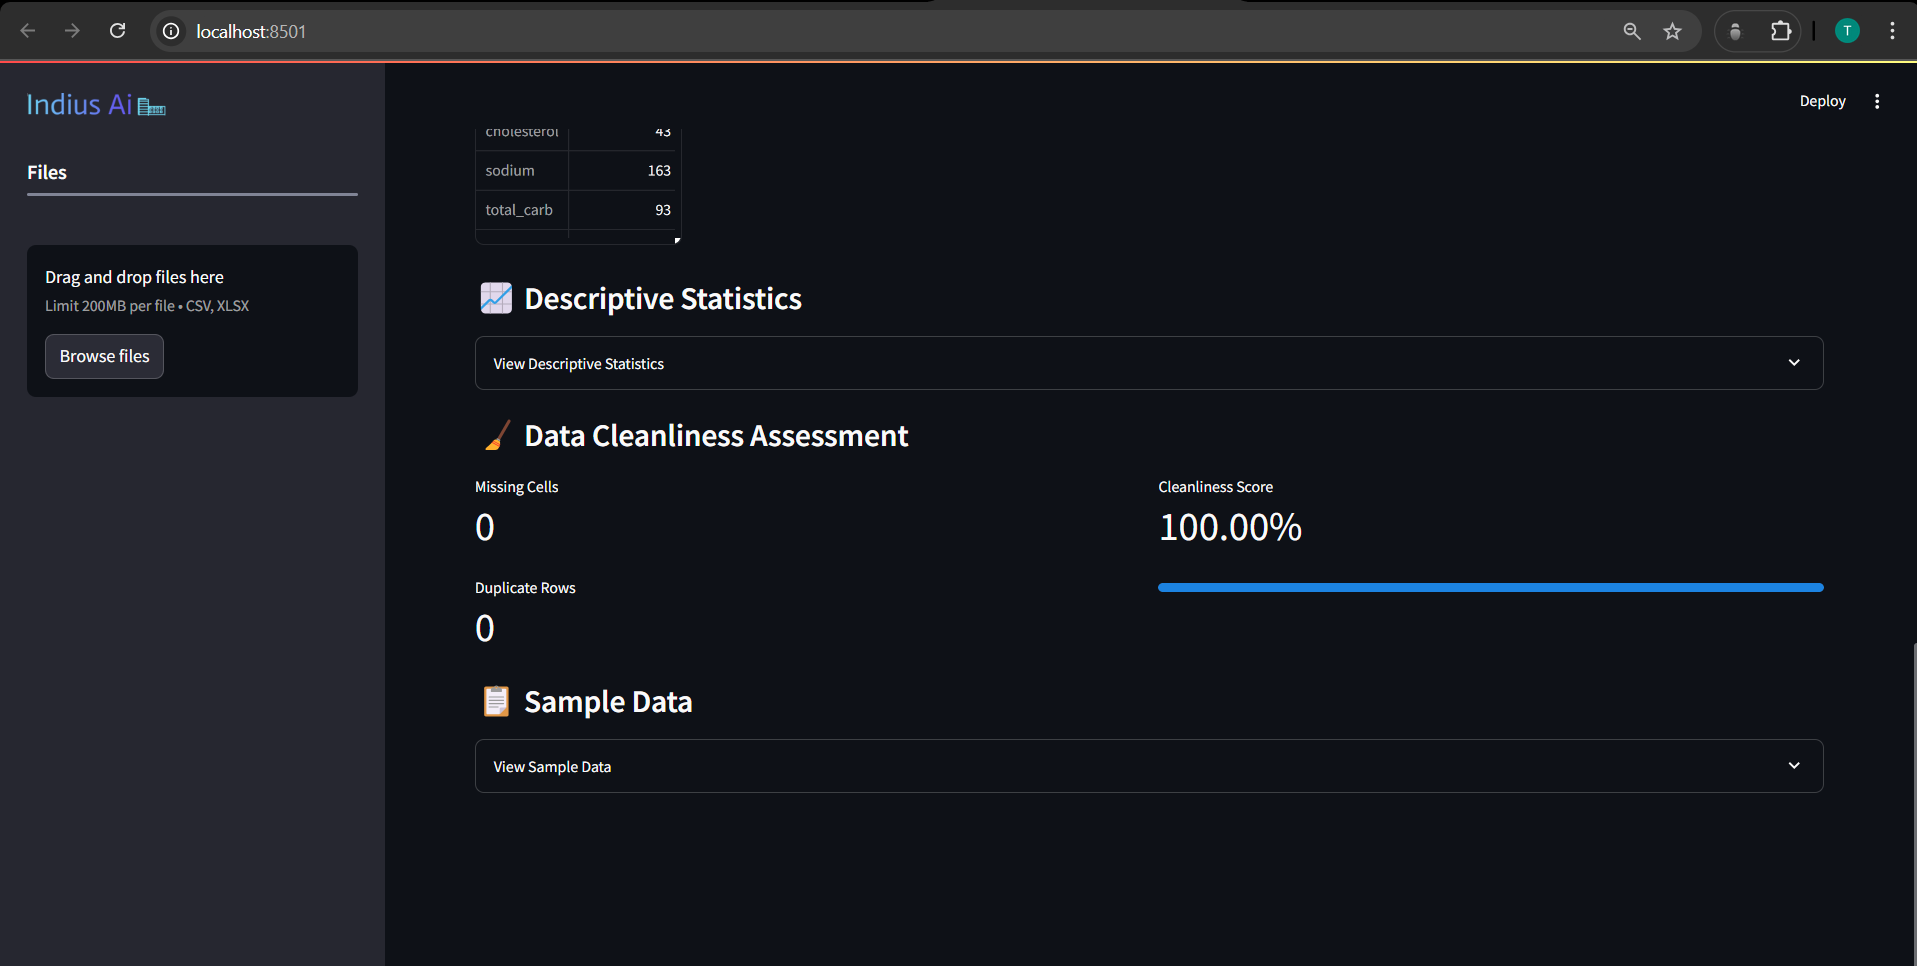 localhost:8501
T
Indius Ai
Deploy
Files
Drag and drop files here
Limit 200MB per file • CSV, XLSX
Browse files
cholesterol 43
sodium 163
total_carb 93
Descriptive Statistics
View Descriptive Statistics
Data Cleanliness Assessment
Missing Cells
0
Cleanliness Score
100.00%
Duplicate Rows
0
Sample Data
View Sample Data